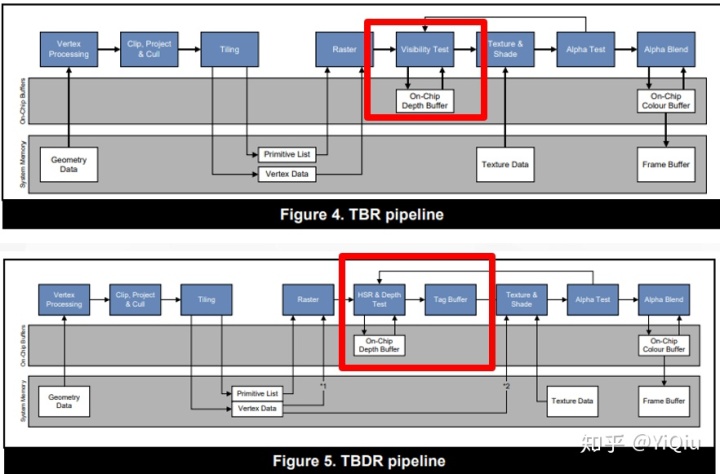 Vertex
Processing
Clip, Project
& Cull
Tiling
Raster
Visibility Test
Texture &
Shade
Alpha Test
Alpha Blend
On-Chip Buffers
On-Chip
Depth Buffer
On-Chip
Colour Buffer
System Memory
Geometry
Data
Primitive List
Vertex Data
Texture Data
Frame Buffer
Figure 4. TBR pipeline
Vertex
Processing
Clip, Project
& Cull
Tiling
Raster
HSR & Depth
Test
Tag Buffer
Texture &
Shade
Alpha Test
Alpha Blend
On-Chip Buffers
On-Chip
Depth Buffer
On-Chip
Colour Buffer
System Memory
Geometry
Data
Primitive List
Vertex Data
*1
*2
Texture Data
Frame Buffer
知乎 @YiQiu
Figure 5. TBDR pipeline